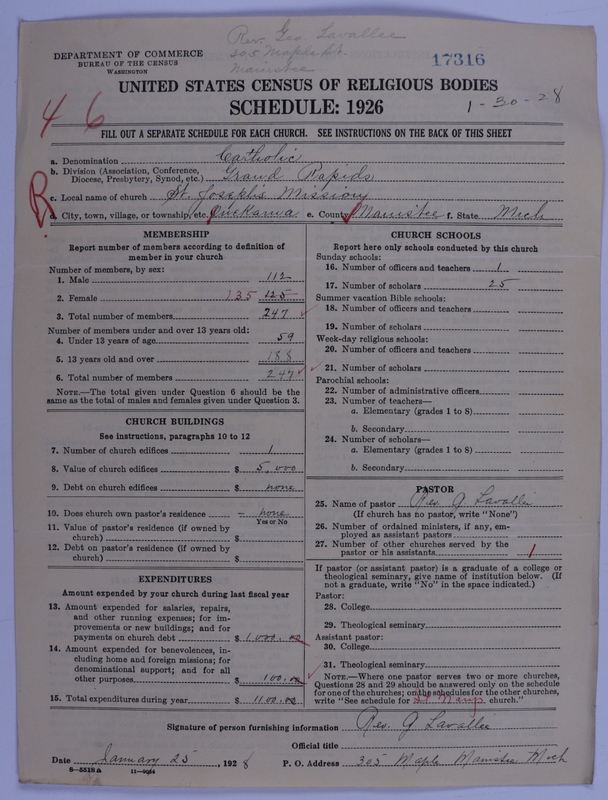 Rev. Geo Lavallee
305 Maple St.
Manistee
17316
DEPARTMENT OF COMMERCE
BUREAU OF THE CENSUS
WASHINGTON
UNITED STATES CENSUS OF RELIGIOUS BODIES
SCHEDULE: 1926
1-30-28
46
FILL OUT A SEPARATE SCHEDULE FOR EACH CHURCH. SEE INSTRUCTIONS ON THE BACK OF THIS SHEET
a. Denomination Catholic
b. Division (Association, Conference, Diocese, Presbytery, Synod, etc.) Grand Rapids
R
c. Local name of church St. Joseph's Mission
d. City, town, village, or township, etc. Onekama e. County Manistee f. State Mich
MEMBERSHIP
Report number of members according to definition of
member in your church
Number of members, by sex:
1. Male 112
2. Female 135 125
3. Total number of members 247
Number of members under and over 13 years old:
4. Under 13 years of age 59
5. 13 years old and over 188
6. Total number of members 247
NOTE.—The total given under Question 6 should be
same as the total of males and females given under Question 3.
CHURCH BUILDINGS
See instructions, paragraphs 10 to 12
7. Number of church edifices 1
8. Value of church edifices $ 5,000
9. Debt on church edifices $ none
10. Does church own pastor's residence – none
Yes or No
11. Value of pastor's residence (if owned by
church) $
12. Debt on pastor's residence (if owned by
church) $
EXPENDITURES
Amount expended by your church during last fiscal year
13. Amount expended for salaries, repairs,
and other running expenses; for im-
provements or new buildings; and for
payments on church debt $ 1000.00
14. Amount expended for benevolences, in-
cluding home and foreign missions; for
denominational support; and for all
other purposes $ 100.00
15. Total expenditures during year $ 1100.00
CHURCH SCHOOLS
Report here only schools conducted by this church
Sunday schools:
16. Number of officers and teachers 1
17. Number of scholars 25
Summer vacation Bible schools:
18. Number of officers and teachers
19. Number of scholars
Week-day religious schools:
20. Number of officers and teachers
21. Number of scholars
Parochial schools:
22. Number of administrative officers
23. Number of teachers—
a. Elementary (grades 1 to 8)
b. Secondary
24. Number of scholars—
a. Elementary (grades 1 to 8)
b. Secondary
PASTOR
25. Name of pastor Rev. G Lavallee
(If church has no pastor, write "None")
26. Number of ordained ministers, if any, em-
ployed as assistant pastors
27. Number of other churches served by the
pastor or his assistants 1
If pastor (or assistant pastor) is a graduate of a college or
theological seminary, give name of institution below. (If
not a graduate, write "No" in the space indicated.)
Pastor:
28. College
29. Theological seminary
Assistant pastor:
30. College
31. Theological seminary
NOTE.—Where one pastor serves two or more churches,
Questions 28 and 29 should be answered only on the schedule
for one of the churches; on the schedules for the other churches,
write "See schedule for St Marys church."
Signature of person furnishing information Rev. G Lavallee
Official title
Date January 25, 1928 P. O. Address 305 Maple Manistee Mich